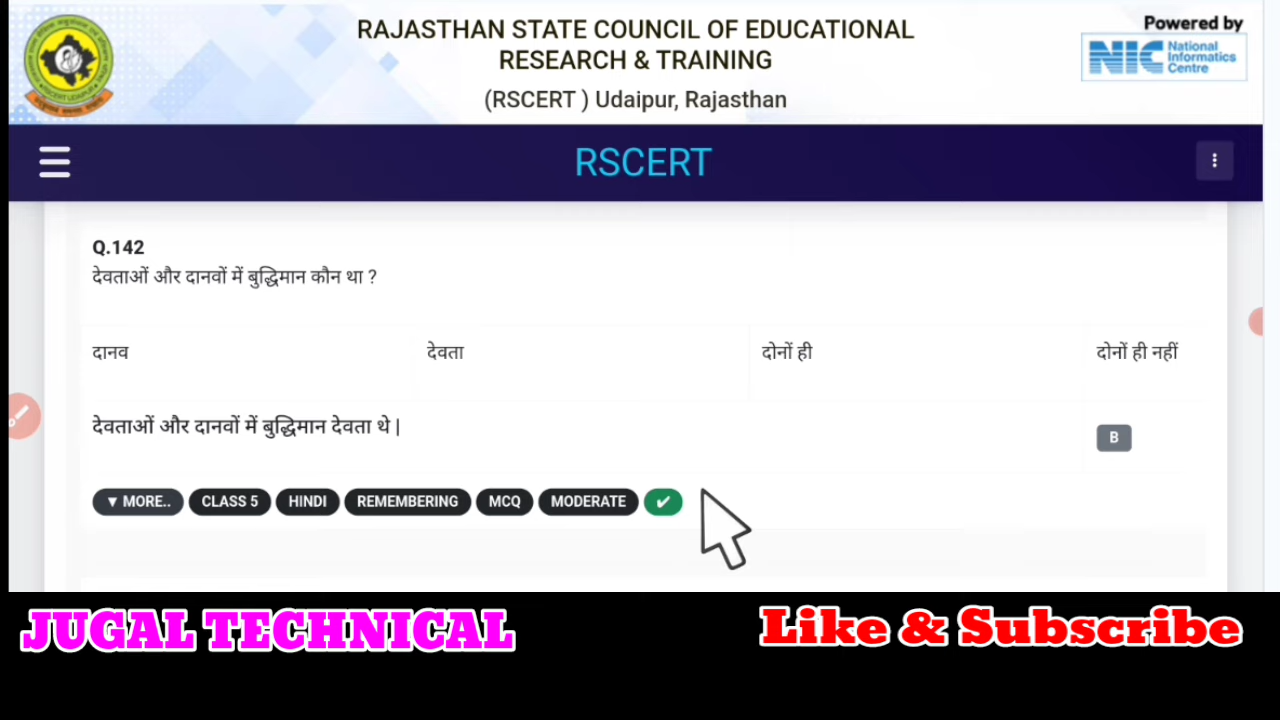 RAJASTHAN STATE COUNCIL OF EDUCATIONAL
RESEARCH & TRAINING
(RSCERT ) Udaipur, Rajasthan
Powered by
NIC National
Informatics
Centre
RSCERT
Q.142
देवताओं और दानवों में बुद्धिमान कौन था ?
दानव देवता दोनों ही दोनों ही नहीं
देवताओं और दानवों में बुद्धिमान देवता थे |
B
▼ MORE.. CLASS 5 HINDI REMEMBERING MCQ MODERATE ✔
JUGAL TECHNICAL
Like & Subscribe